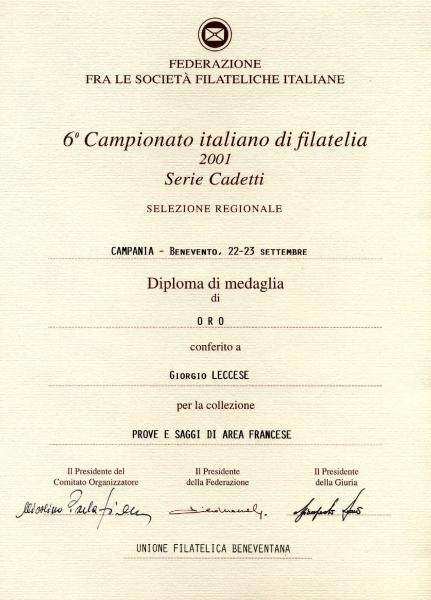 FEDERAZIONE
FRA LE SOCIETÀ FILATELICHE ITALIANE
6º Campionato italiano di filatelia
2001
Serie Cadetti
SELEZIONE REGIONALE
CAMPANIA - BENEVENTO, 22-23 SETTEMBRE
Diploma di medaglia
di
ORO
conferito a
GIORGIO LECCESE
per la collezione
PROVE E SAGGI DI AREA FRANCESE
Il Presidente del Comitato Organizzatore
Il Presidente della Federazione
Il Presidente della Giuria
UNIONE FILATELICA BENEVENTANA